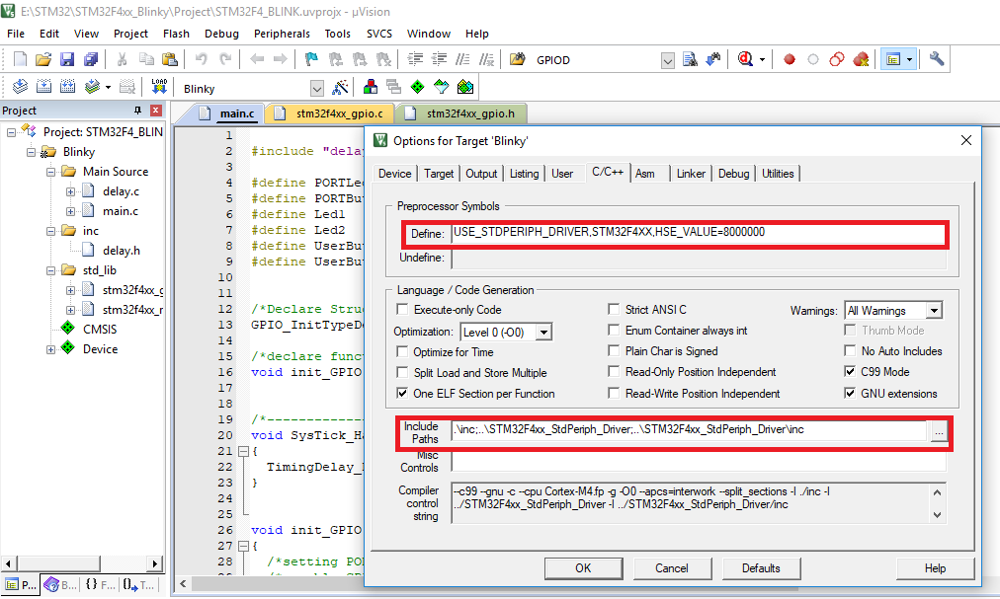 E:\STM32\STM32F4xx_Blinky\Project\STM32F4_BLINK.uvprojx - µVision
File Edit View Project Flash Debug Peripherals Tools SVCS Window Help
GPIOD
LOAD Blinky
Project
main.c stm32f4xx_gpio.c stm32f4xx_gpio.h
Project: STM32F4_BLIN
Blinky
Main Source
delay.c
main.c
inc
delay.h
std_lib
stm32f4xx_g
stm32f4xx_r
CMSIS
Device
P... B... {} F... T...
1
2 #include "delay
3
4 #define PORTLe
5 #define PORTBu
6 #define Led1
7 #define Led2
8 #define UserBu
9 #define UserBu
10
11
12 /*Declare Stru
13 GPIO_InitTypeDe
14
15 /*declare func
16 void init_GPIO
17
18
19 /*-------------
20 void SysTick_Ha
21 {
22 TimingDelay_
23 }
24
25
26 void init_GPIO
27 {
28 /*setting PO
Options for Target 'Blinky'
Device Target Output Listing User C/C++ Asm Linker Debug Utilities
Preprocessor Symbols
Define: USE_STDPERIPH_DRIVER,STM32F4XX,HSE_VALUE=8000000
Undefine:
Language / Code Generation
Execute-only Code Strict ANSI C Warnings: All Warnings
Optimization: Level 0 (-O0) Enum Container always int Thumb Mode
Optimize for Time Plain Char is Signed No Auto Includes
Split Load and Store Multiple Read-Only Position Independent C99 Mode
One ELF Section per Function Read-Write Position Independent GNU extensions
Include Paths .\inc;..\STM32F4xx_StdPeriph_Driver;..\STM32F4xx_StdPeriph_Driver\inc ...
Misc Controls
Compiler control string --c99 --gnu -c --cpu Cortex-M4.fp -g -O0 --apcs=interwork --split_sections -I ./inc -I
../STM32F4xx_StdPeriph_Driver -I ../STM32F4xx_StdPeriph_Driver/inc
OK Cancel Defaults Help